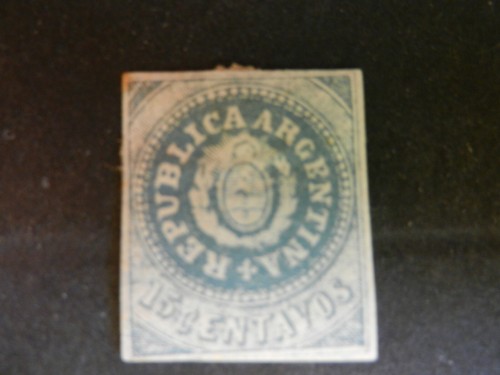 REPUBLICA ARGENTINA
15 CENTAVOS